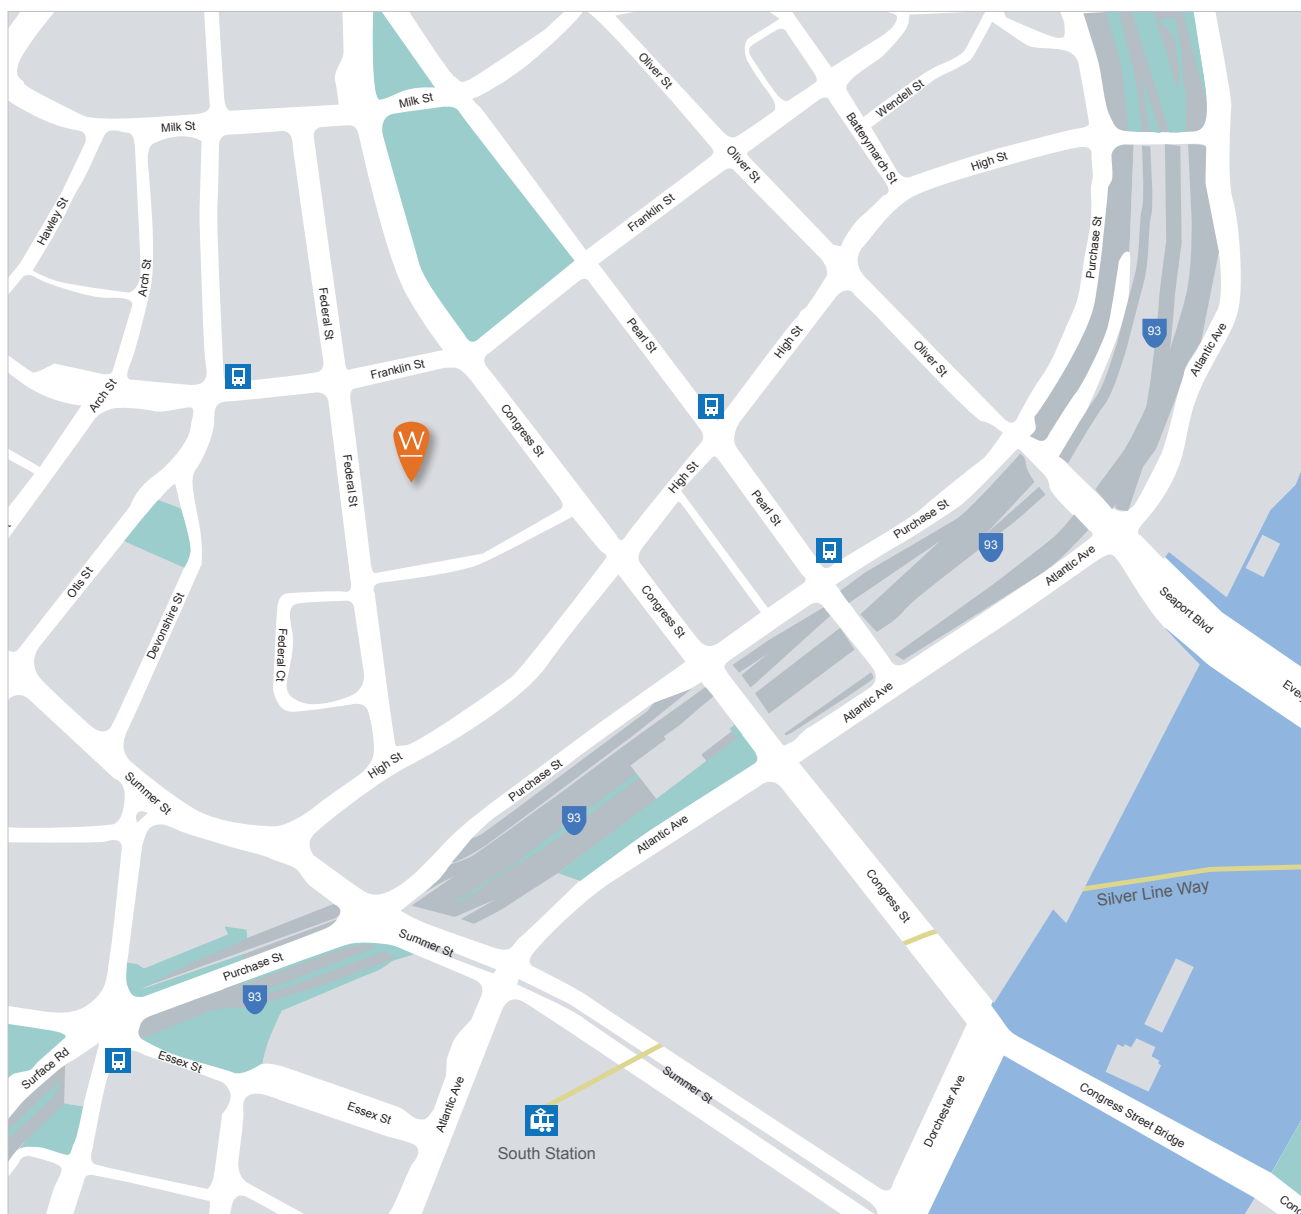 Milk St
Milk St
Oliver St
Wendell St
Batterymarch St
Oliver St
High St
Hawley St
Franklin St
Purchase St
Arch St
Federal St
Pearl St
High St
93
Atlantic Ave
Oliver St
Franklin St
Arch St
Congress St
W
Federal St
High St
Pearl St
Purchase St
93
Atlantic Ave
Otis St
Devonshire St
Federal Ct
Congress St
Seaport Blvd
Atlantic Ave
Summer St
High St
Purchase St
93
Atlantic Ave
Congress St
Silver Line Way
Summer St
Purchase St
93
Surface Rd
Essex St
Essex St
Atlantic Ave
Summer St
South Station
Dorchester Ave
Congress Street Bridge